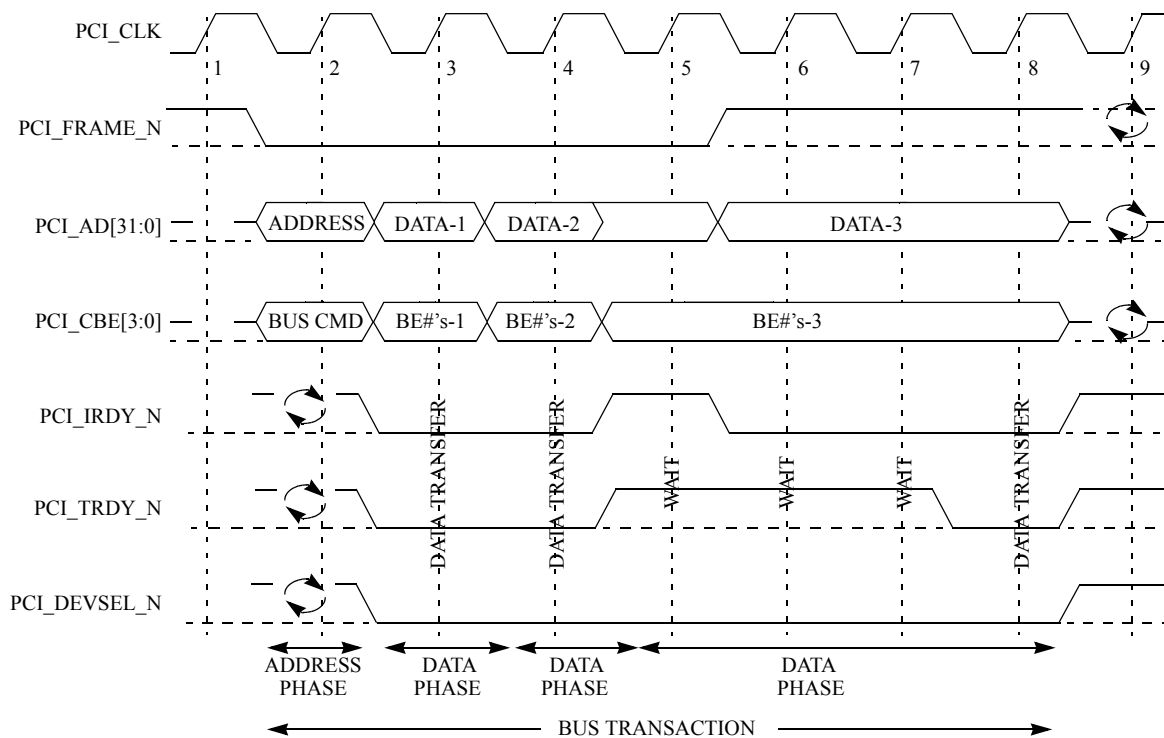 PCI_CLK
1 2 3 4 5 6 7 8 9
PCI_FRAME_N
PCI_AD[31:0]
ADDRESS DATA-1 DATA-2 DATA-3
PCI_CBE[3:0]
BUS CMD BE#'s-1 BE#'s-2 BE#'s-3
PCI_IRDY_N
PCI_TRDY_N
DATA TRANSFER
DATA TRANSFER
WAIT
WAIT
WAIT
DATA TRANSFER
PCI_DEVSEL_N
ADDRESS DATA DATA DATA
PHASE PHASE PHASE PHASE
BUS TRANSACTION